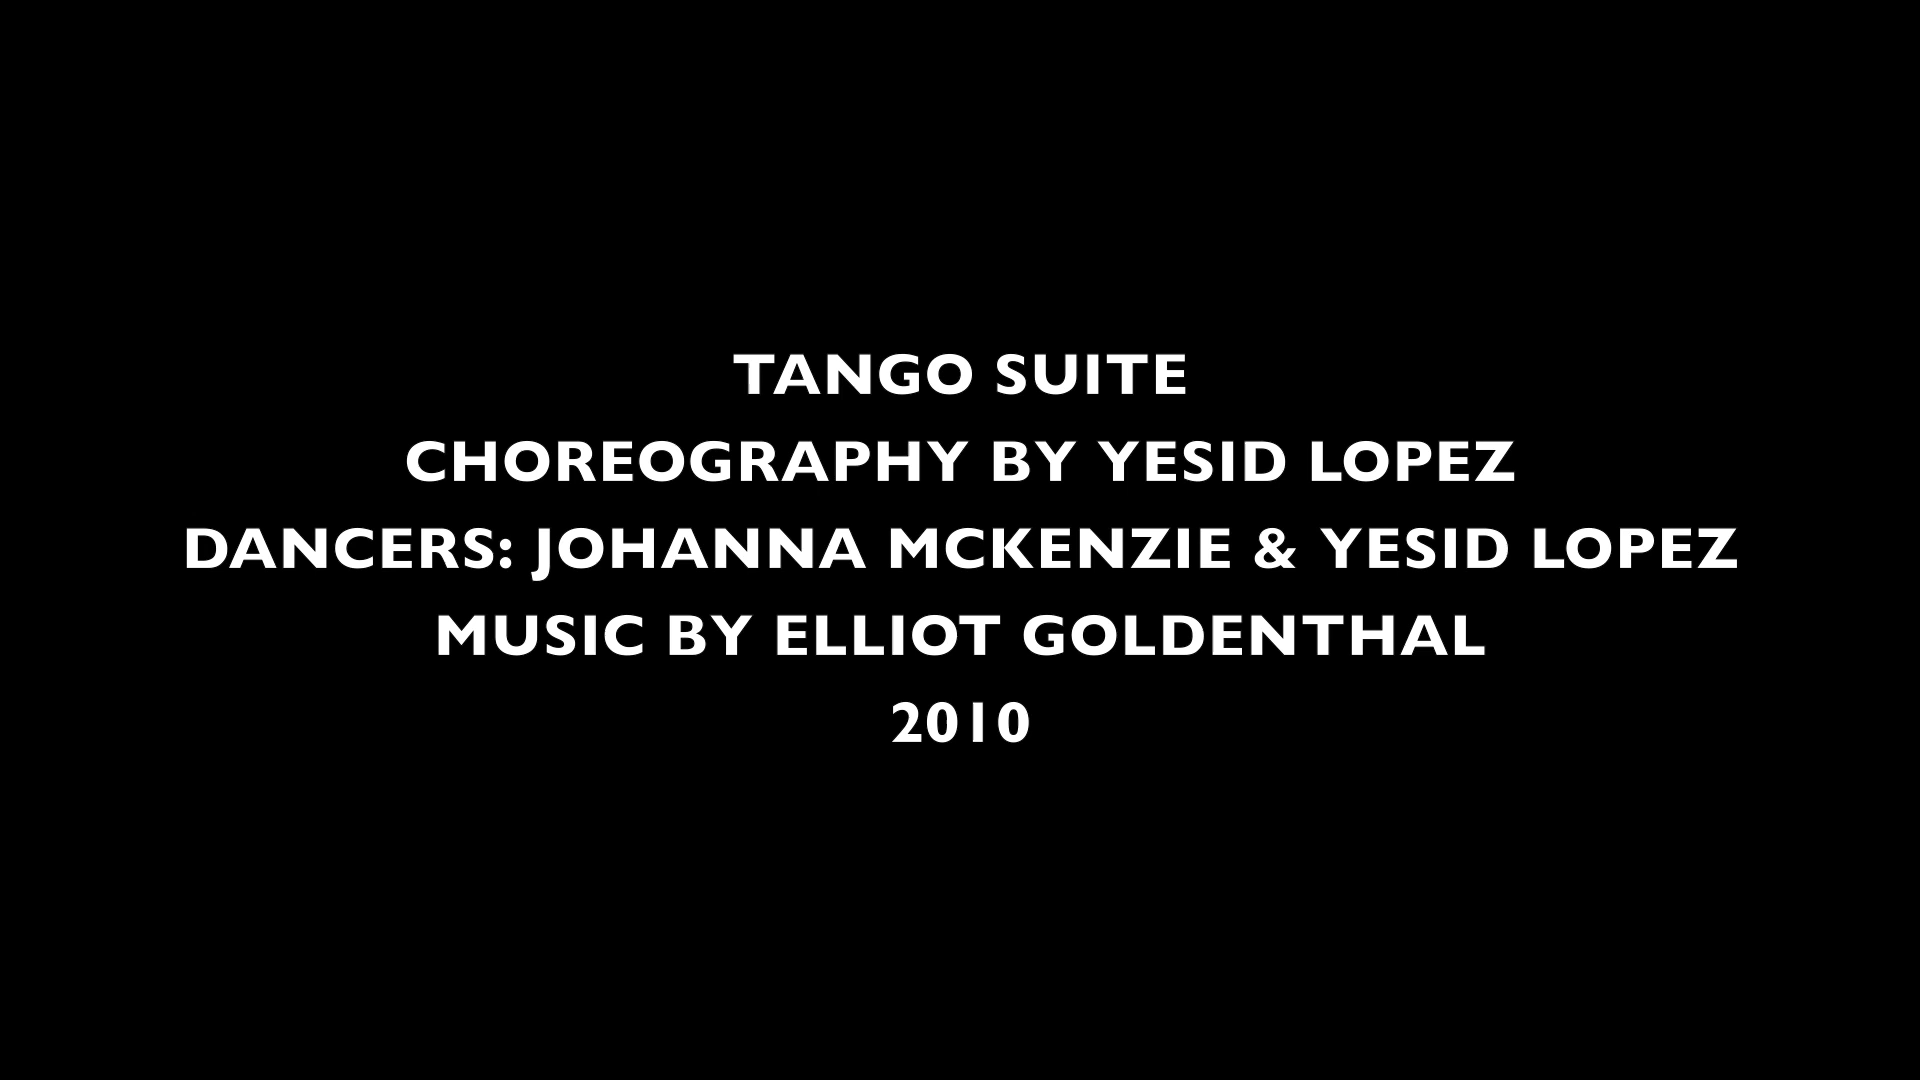 TANGO SUITE
CHOREOGRAPHY BY YESID LOPEZ
DANCERS: JOHANNA MCKENZIE & YESID LOPEZ
MUSIC BY ELLIOT GOLDENTHAL
2010